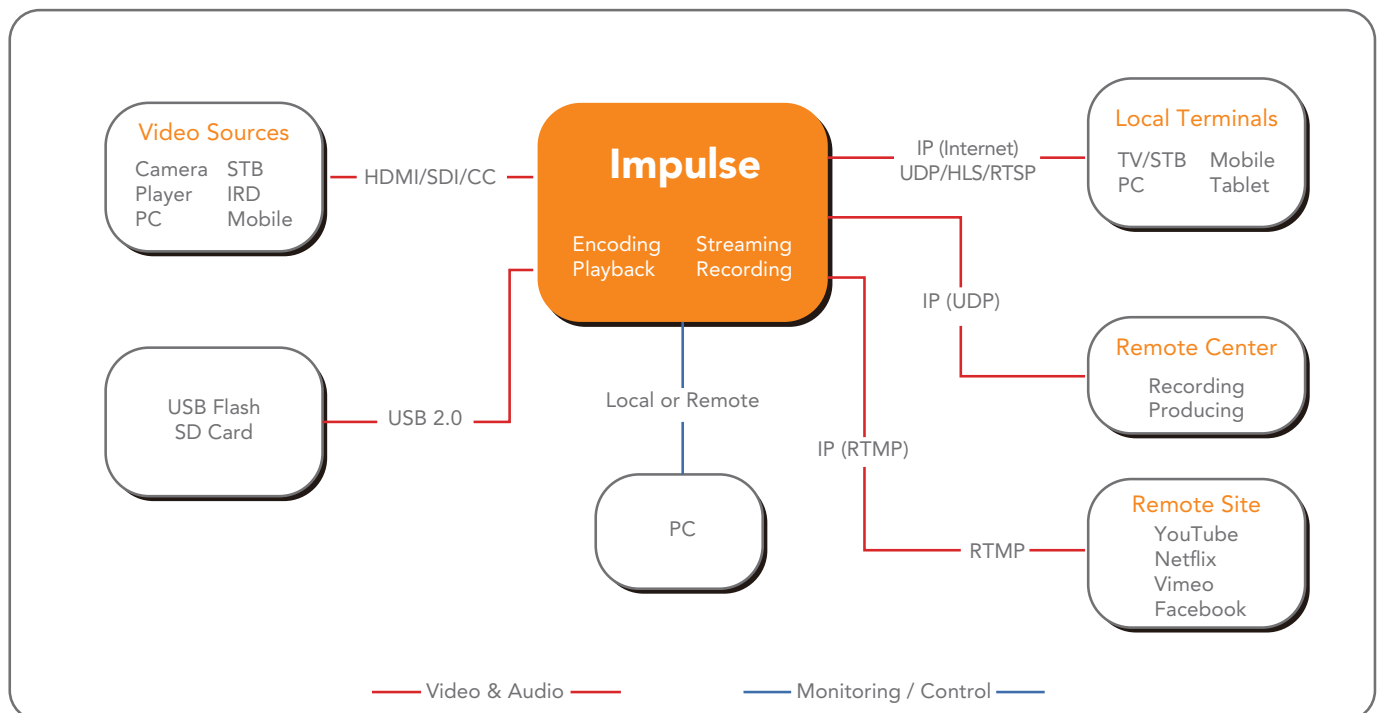 Video Sources
Camera STB
Player IRD
PC Mobile
HDMI/SDI/CC
Impulse
Encoding Streaming
Playback Recording
IP (Internet)
UDP/HLS/RTSP
Local Terminals
TV/STB Mobile
PC Tablet
IP (UDP)
Remote Center
Recording
Producing
USB Flash
SD Card
USB 2.0
Local or Remote
PC
IP (RTMP)
RTMP
Remote Site
YouTube
Netflix
Vimeo
Facebook
Video & Audio
Monitoring / Control